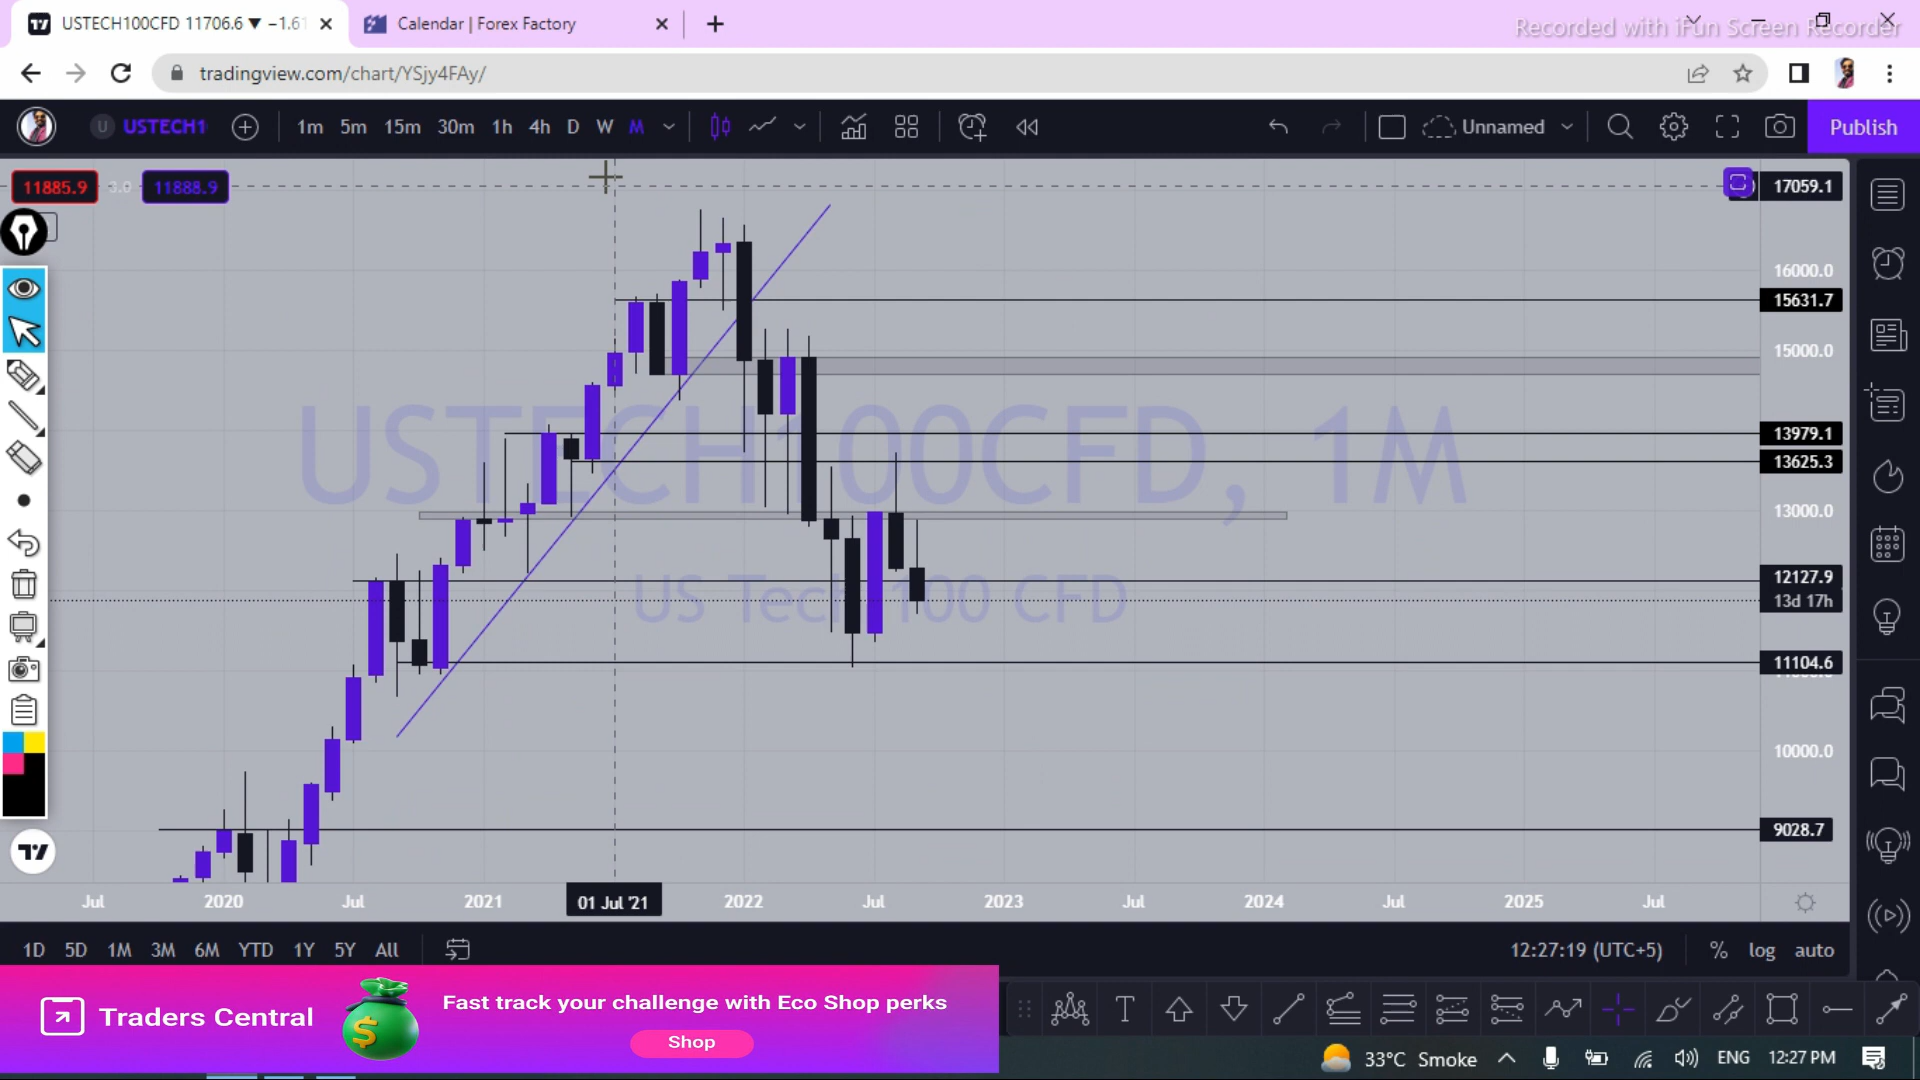 USTECH100CFD 11706.6 ▼ −1.61
Calendar | Forex Factory
Recorded with iFun Screen Recorder
tradingview.com/chart/YSjy4FAy/
U USTECH1
1m 5m 15m 30m 1h 4h D W M
Unnamed
Publish
11885.9 3.0 11888.9
17059.1
16000.0
15631.7
15000.0
USTECH100CFD, 1M
13979.1
13625.3
13000.0
US Tech 100 CFD
12127.9
13d 17h
11104.6
10000.0
9028.7
Jul 2020 Jul 2021 01 Jul '21 2022 Jul 2023 Jul 2024 Jul 2025 Jul
1D 5D 1M 3M 6M YTD 1Y 5Y All
12:27:19 (UTC+5) % log auto
Traders Central
Fast track your challenge with Eco Shop perks
Shop
33°C Smoke
ENG 12:27 PM